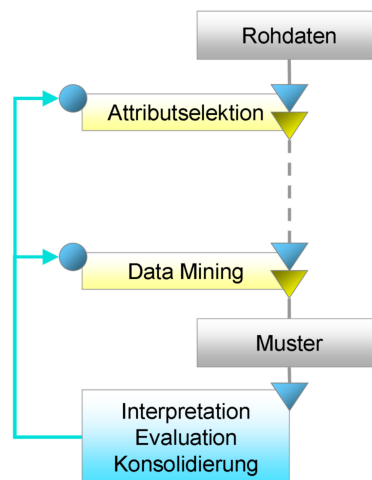 Rohdaten
Attributselektion
Data Mining
Muster
Interpretation
Evaluation
Konsolidierung